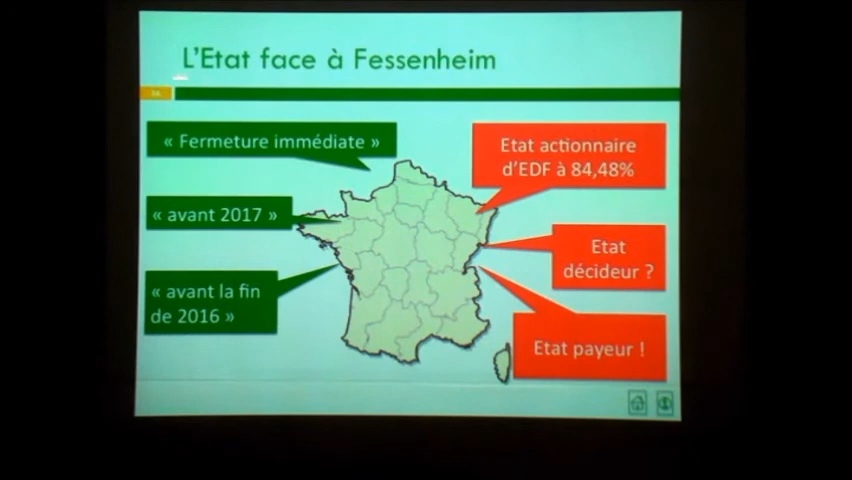 L'Etat face à Fessenheim
« Fermeture immédiate »
« avant 2017 »
« avant la fin
de 2016 »
Etat actionnaire
d'EDF à 84,48%
Etat
décideur ?
Etat payeur !